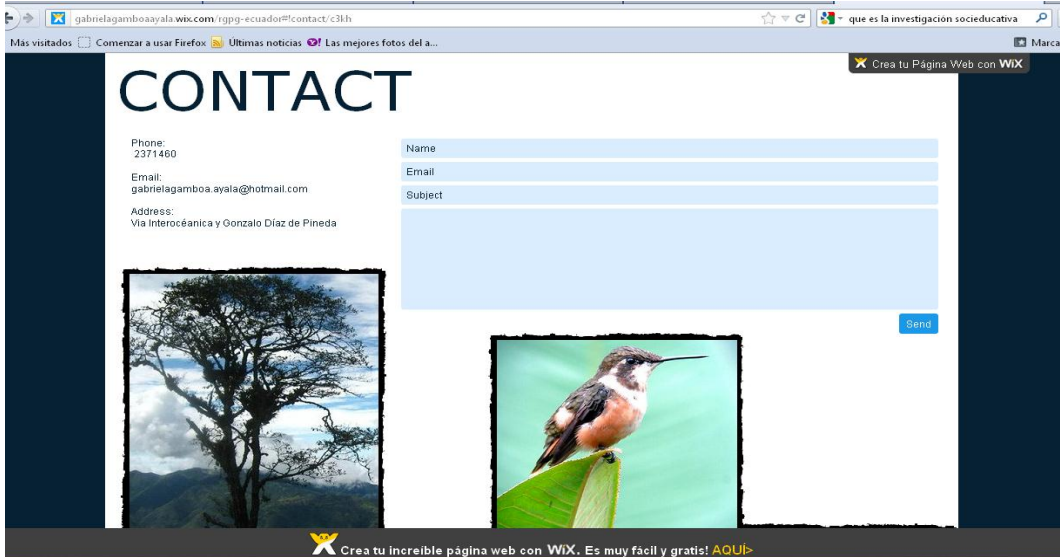 gabrielagamboaayala.wix.com/rgpg-ecuador#!contact/c3kh
que es la investigación socieducativa
Más visitados Comenzar a usar Firefox Últimas noticias Las mejores fotos del a...
Marca
Crea tu Página Web con WiX
CONTACT
Phone:
2371460
Email:
gabrielagamboa.ayala@hotmail.com
Address:
Via Interocéanica y Gonzalo Díaz de Pineda
Name
Email
Subject
Send
Crea tu increíble página web con WiX. Es muy fácil y gratis! AQUÍ>